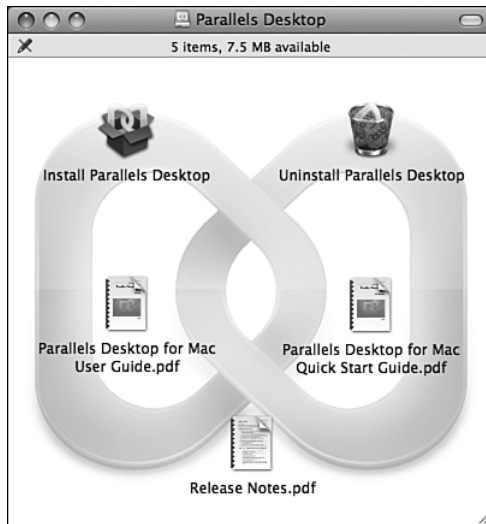 Parallels Desktop
5 items, 7.5 MB available
Install Parallels Desktop
Uninstall Parallels Desktop
Parallels Desktop for Mac
User Guide.pdf
Parallels Desktop for Mac
Quick Start Guide.pdf
Release Notes.pdf